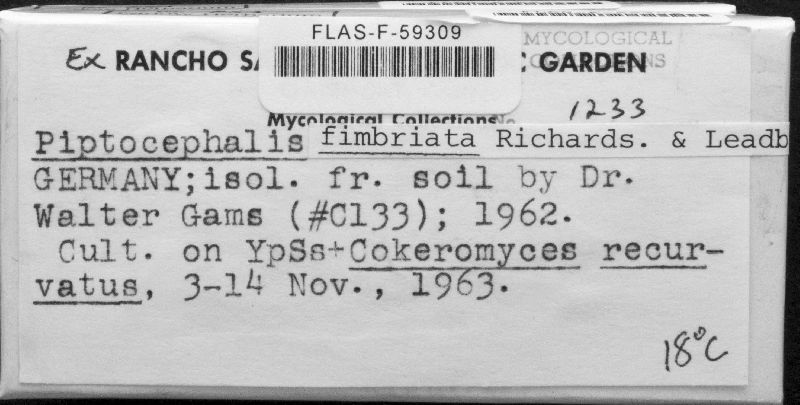 FLAS-F-59309
MYCOLOGICAL
Ex RANCHO GARDEN
Mycological Collections No. 1233
Piptocephalis fimbriata Richards. & Leadb
GERMANY; isol. fr. soil by Dr.
Walter Gams (#C133); 1962.
Cult. on YpSs+Cokeromyces recur-
vatus, 3-14 Nov., 1963.
18°C